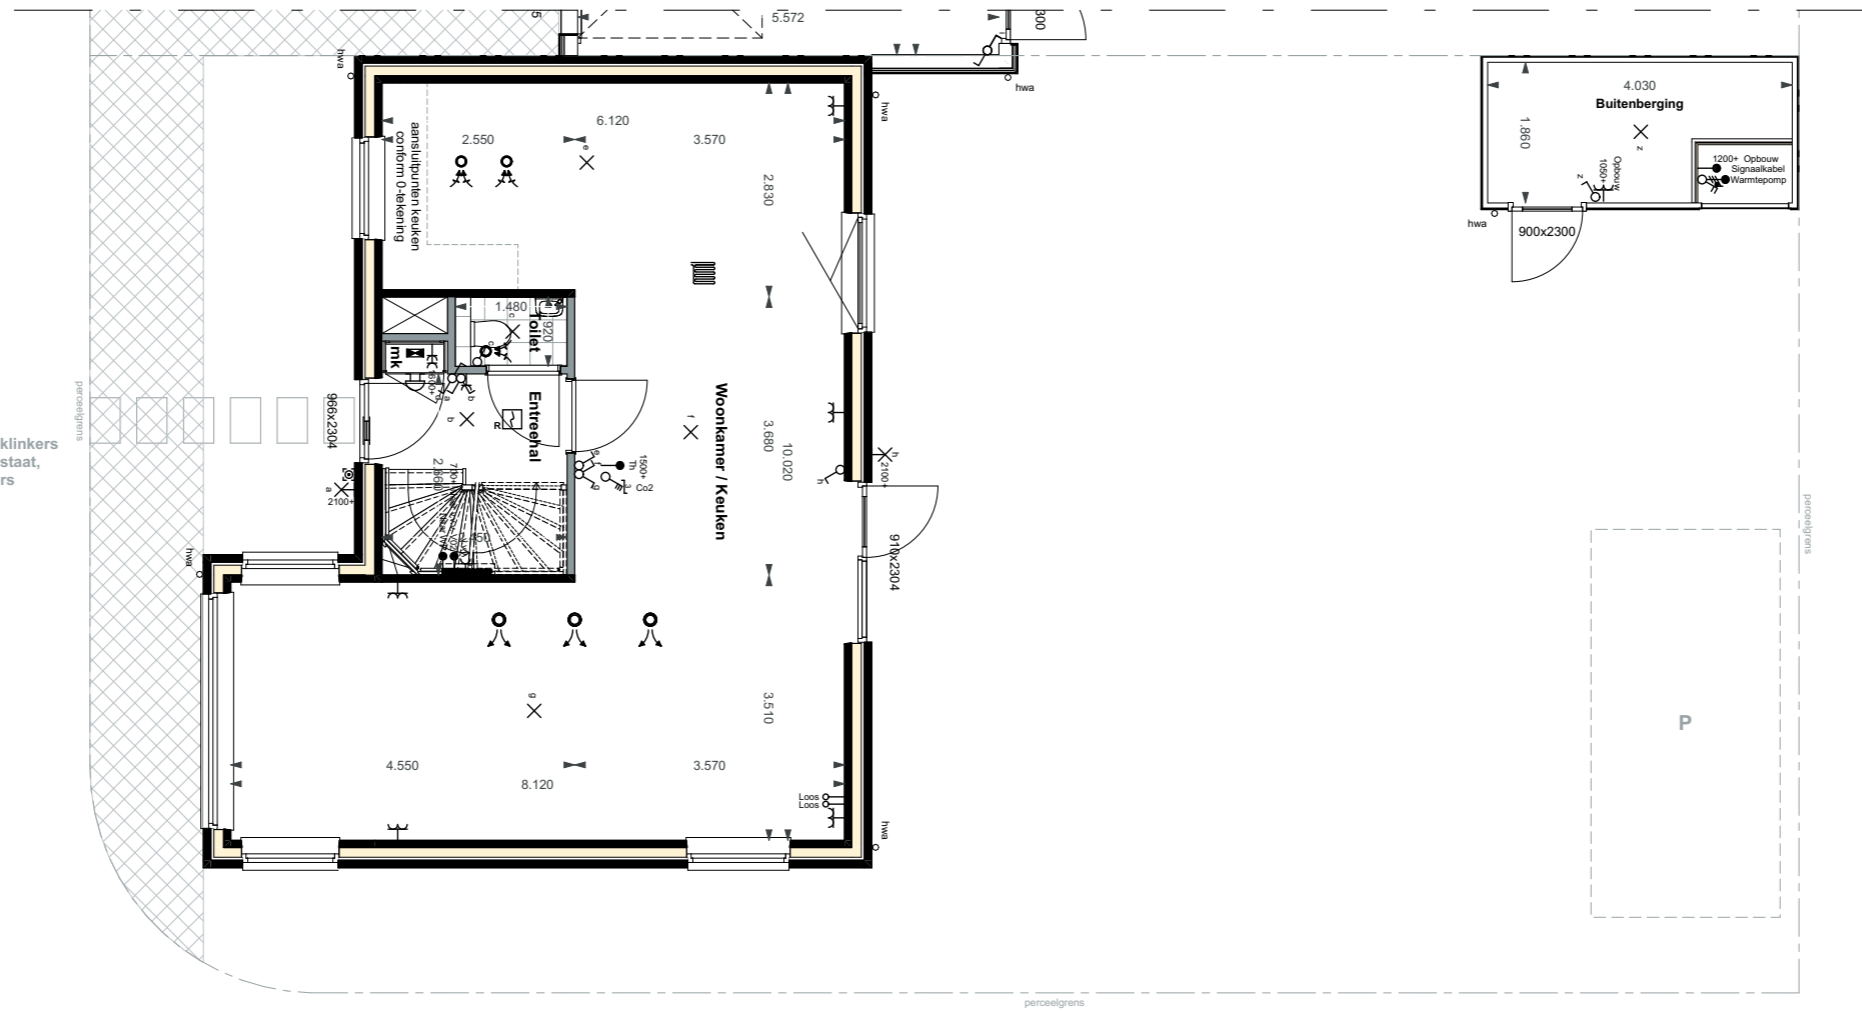 5.572
300
5
hwa
hwa
hwa
6.120
2.550
3.570
e
aansluitpunten keuken
conform 0-tekening
2.830
4.030
Buitenberging
1.860
z
z
Opbouw
1050+
1200+ Opbouw
Signaalkabel
Warmtepomp
hwa
900x2300
1.480
c
c
920
Toilet
mk
1600+
a
b
b
Entreehal
R
966x2304
a
2100+
f
Woonkamer / Keuken
3.680
10.020
h
h
2100+
1500+
Th
Co2
e
f
g
910x2304
hwa
perceelgrens
klinkers
staat,
rs
perceelgrens
g
3.510
4.550
3.570
8.120
Loos
Loos
hwa
P
perceelgrens